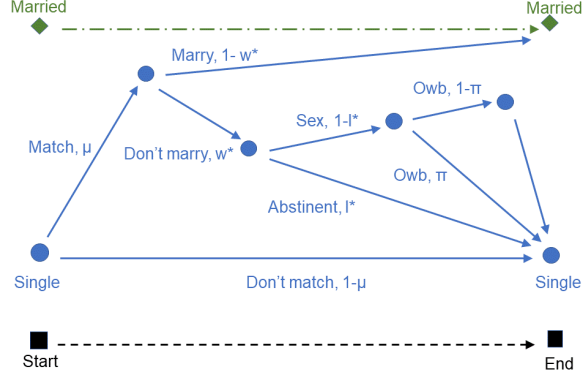 Married
Married
Marry, 1- w*
Owb, 1-π
Sex, 1-l*
Match, μ
Don't marry, w*
Owb, π
Abstinent, l*
Single
Don't match, 1-μ
Single
Start
End